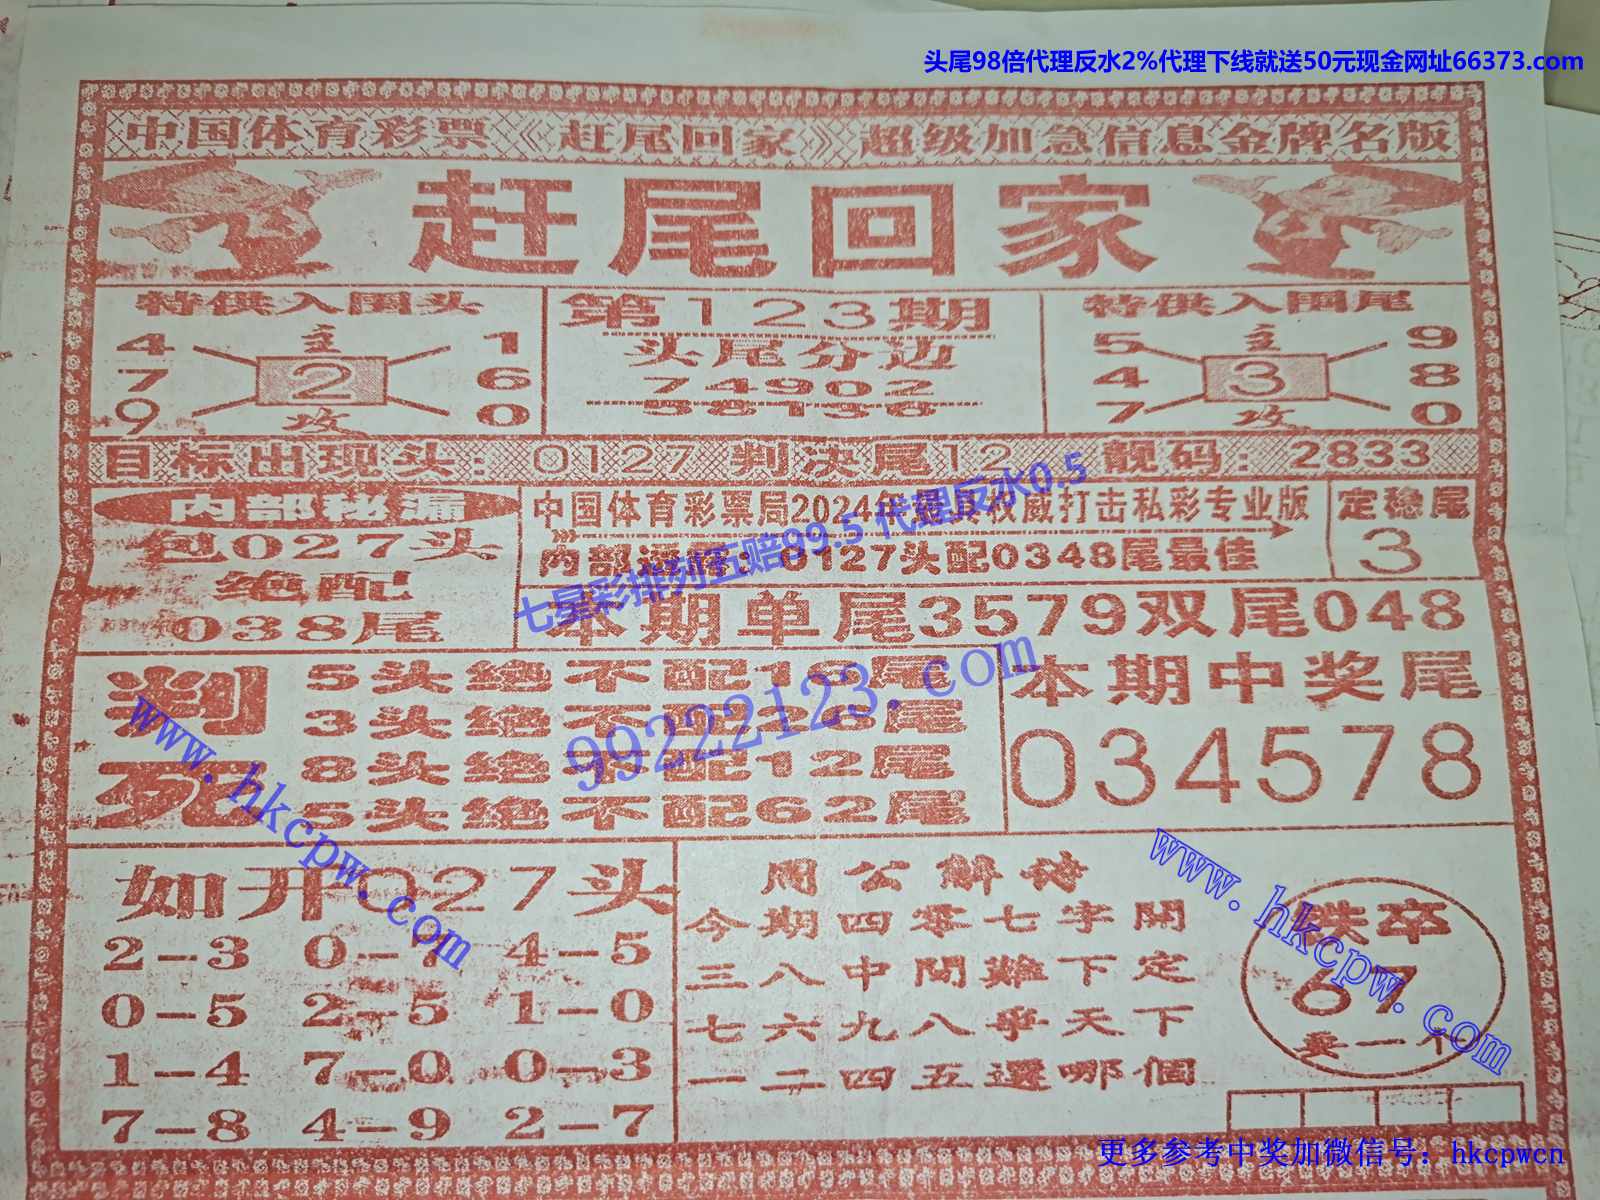 头尾98倍代理反水2%代理下线就送50元现金网址66373.com
中国体育彩票《赶尾回家》超级加急信息金牌名版
赶尾回家
特供入围头
4 主 1
7 2 6
9 攻 0
第123期
头尾分边
74902
58136
特供入围尾
5 主 9
4 3 8
7 攻 0
目标出现头：0127 判决尾12 靓码：2833
内部秘漏
包027头
绝配
038尾
中国体育彩票局2024年最具权威打击私彩专业版
内部通行：0127头配0348尾最佳
定稳尾
3
七星彩排列五赔99.5代理反水0.5
本期单尾3579双尾048
判死
5头绝不配19尾
3头绝不配26尾
8头绝不配12尾
5头绝不配62尾
99222123.com
本期中奖尾
034578
如开027头
2-3 0-7 4-5
0-5 2-5 1-0
1-4 7-0 0-3
7-8 4-9 2-7
周公解诗
今期四零七字開
三八中間難下定
七六九八爭天下
一二四五選哪個
铁卒
67
卖一个
www.hkcpw.com
www.hkcpw.com
更多参考中奖加微信号：hkcpwcn